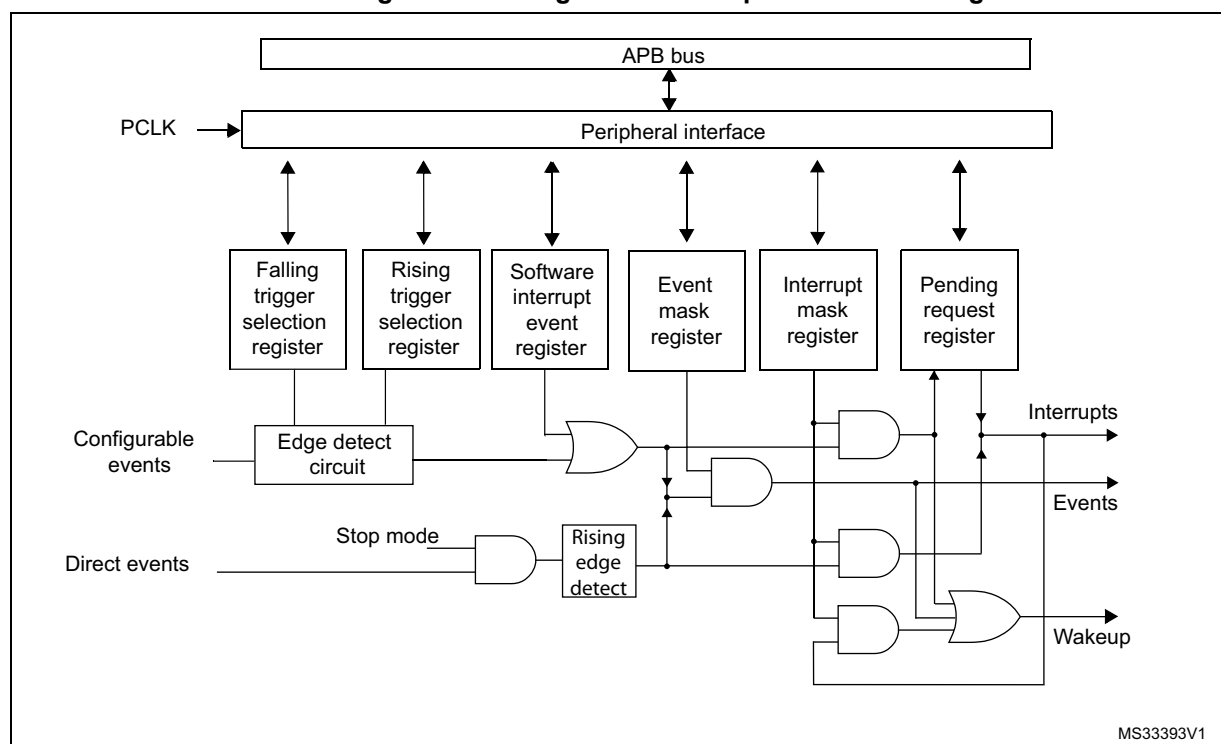 APB bus
PCLK
Peripheral interface
Falling
trigger
selection
register
Rising
trigger
selection
register
Software
interrupt
event
register
Event
mask
register
Interrupt
mask
register
Pending
request
register
Interrupts
Configurable
events
Edge detect
circuit
Events
Stop mode
Rising
edge
detect
Direct events
Wakeup
MS33393V1